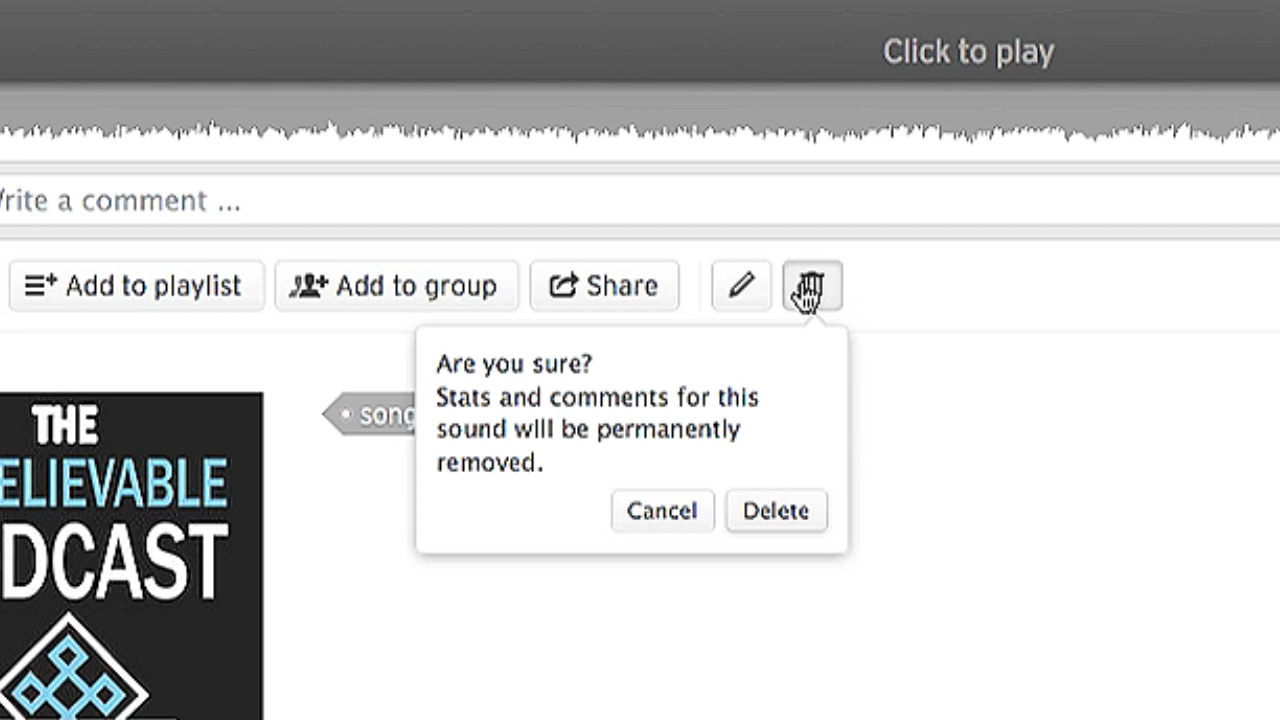 Click to play
rite a comment ...
Add to playlist
Add to group
Share
Are you sure?
Stats and comments for this
sound will be permanently
removed.
Cancel
Delete
song
THE
ELIEVABLE
DCAST